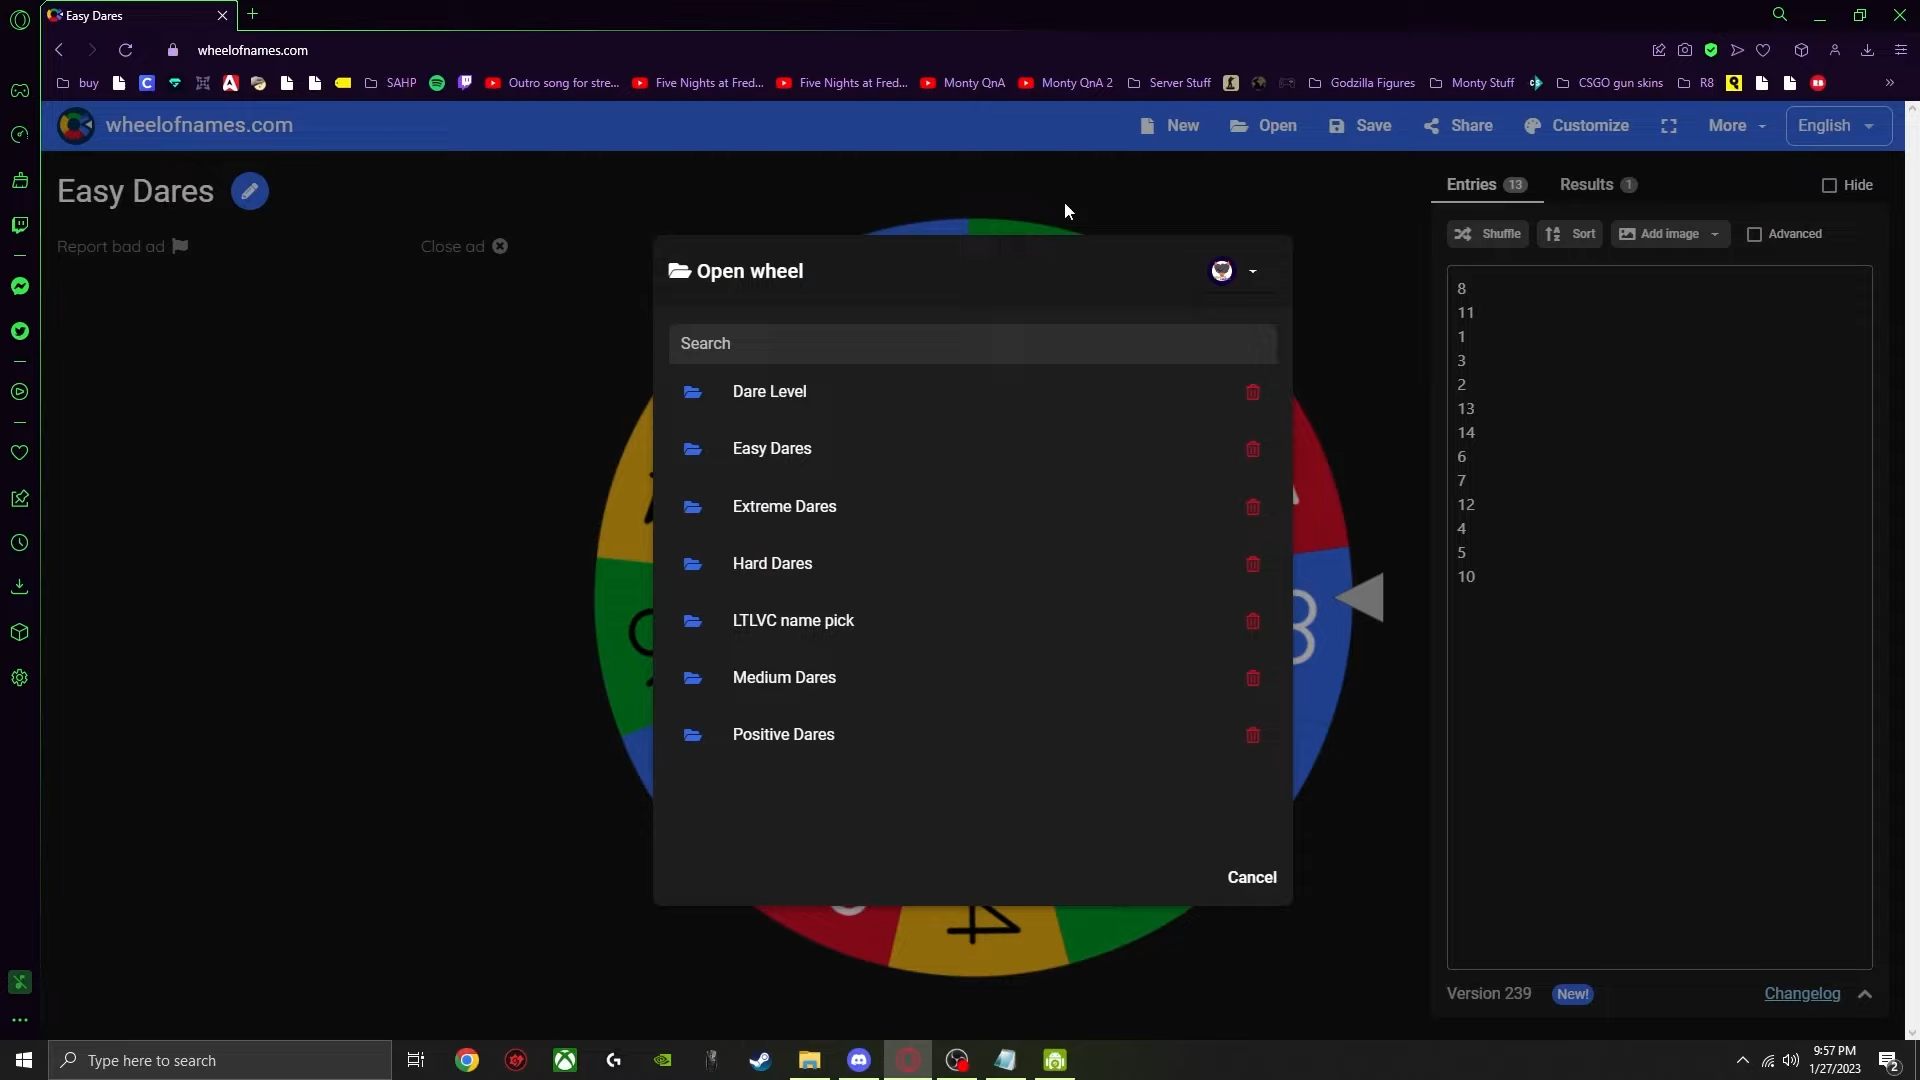 Easy Dares
wheelofnames.com
buy
SAHP
Outro song for stre...
Five Nights at Fred...
Five Nights at Fred...
Monty QnA
Monty QnA 2
Server Stuff
Godzilla Figures
Monty Stuff
CSGO gun skins
R8
wheelofnames.com
New
Open
Save
Share
Customize
More
English
Easy Dares
Report bad ad
Close ad
Entries 13
Results 1
Hide
Shuffle
Sort
Add image
Advanced
8
11
1
3
2
13
14
6
7
12
4
5
10
Open wheel
Search
Dare Level
Easy Dares
Extreme Dares
Hard Dares
LTLVC name pick
Medium Dares
Positive Dares
Cancel
4
Version 239
New!
Changelog
Type here to search
9:57 PM
1/27/2023
2